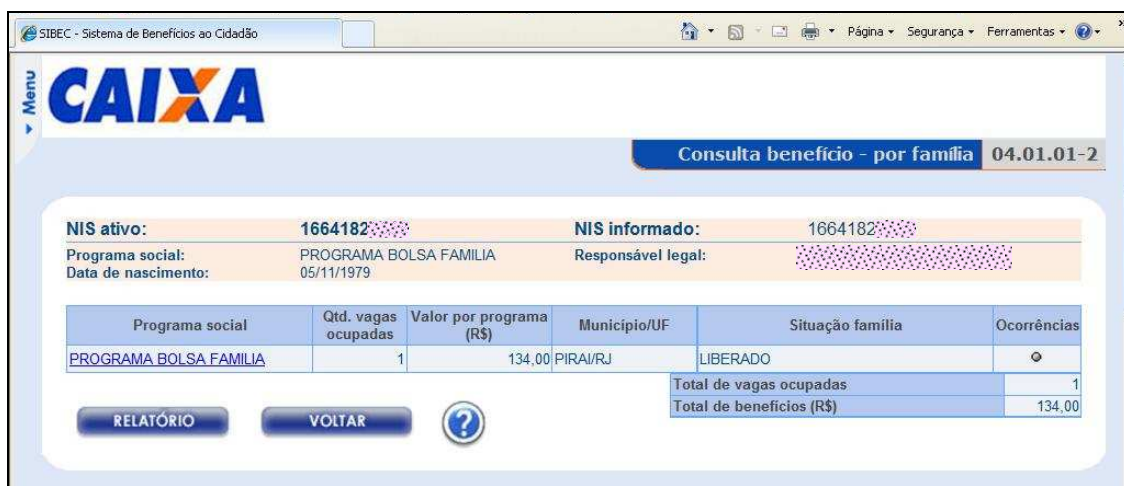 SIBEC - Sistema de Benefícios ao Cidadão
Página Segurança Ferramentas
Menu
CAIXA
Consulta benefício - por família 04.01.01-2
NIS ativo: 1664182 NIS informado: 1664182
Programa social: PROGRAMA BOLSA FAMILIA Responsável legal:
Data de nascimento: 05/11/1979
Programa social Qtd. vagas ocupadas Valor por programa (R$) Município/UF Situação família Ocorrências
PROGRAMA BOLSA FAMILIA 1 134,00 PIRAI/RJ LIBERADO
Total de vagas ocupadas 1
Total de benefícios (R$) 134,00
RELATÓRIO VOLTAR ?